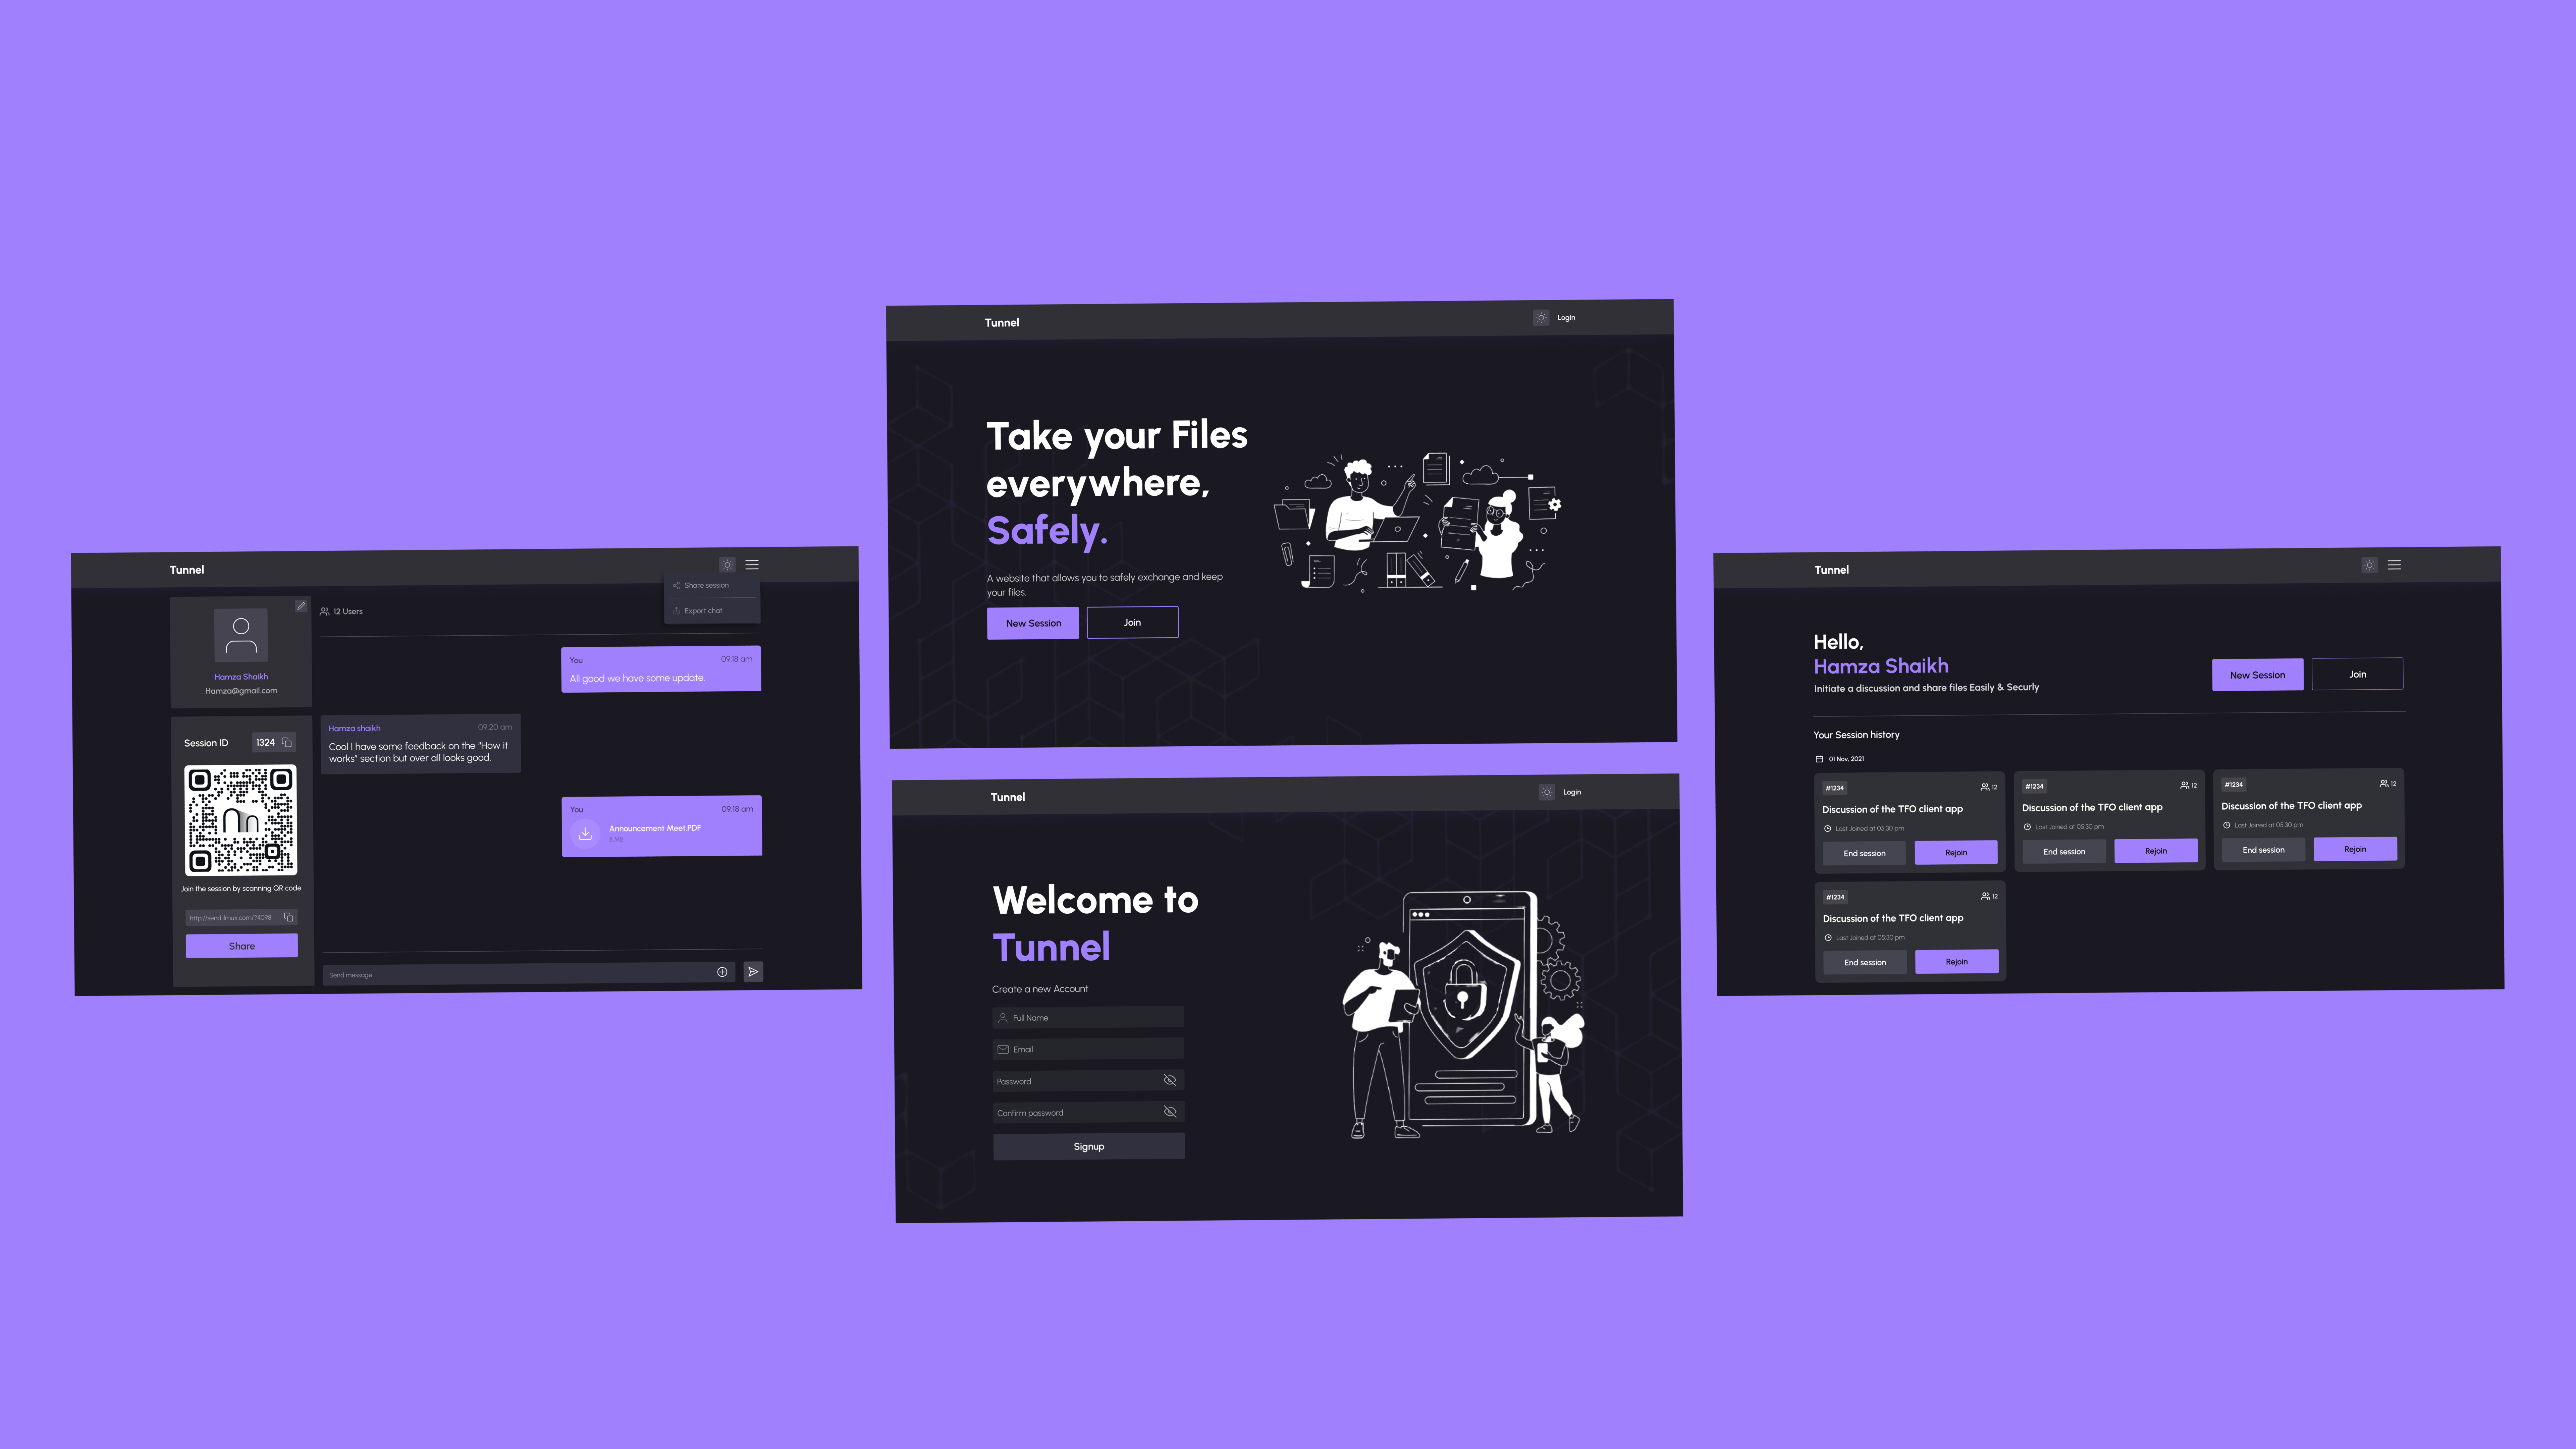 Tunnel
Share session
Export chat
Hamza Shaikh
Hamza@gmail.com
Session ID
1324
Join the session by scanning QR code
http://send.ilmus.com/?4098
Share
12 Users
You
09:18 am
All good we have some update.
Hamza shaikh
09:20 am
Cool I have some feedback on the "How it
works" section but over all looks good.
You
09:18 am
Announcement Meet.PDF
8 MB
Send message
Tunnel
Login
Take your Files
everywhere,
Safely.
A website that allows you to safely exchange and keep
your files.
New Session
Join
Tunnel
Login
Welcome to
Tunnel
Create a new Account
Full Name
Email
Password
Confirm password
Signup
Tunnel
Hello,
Hamza Shaikh
Initiate a discussion and share files Easily & Securly
New Session
Join
Your Session history
01 Nov, 2021
#1234
12
Discussion of the TFO client app
Last Joined at 05:30 pm
End session
Rejoin
#1234
12
Discussion of the TFO client app
Last Joined at 05:30 pm
End session
Rejoin
#1234
12
Discussion of the TFO client app
Last Joined at 05:30 pm
End session
Rejoin
#1234
12
Discussion of the TFO client app
Last Joined at 05:30 pm
End session
Rejoin